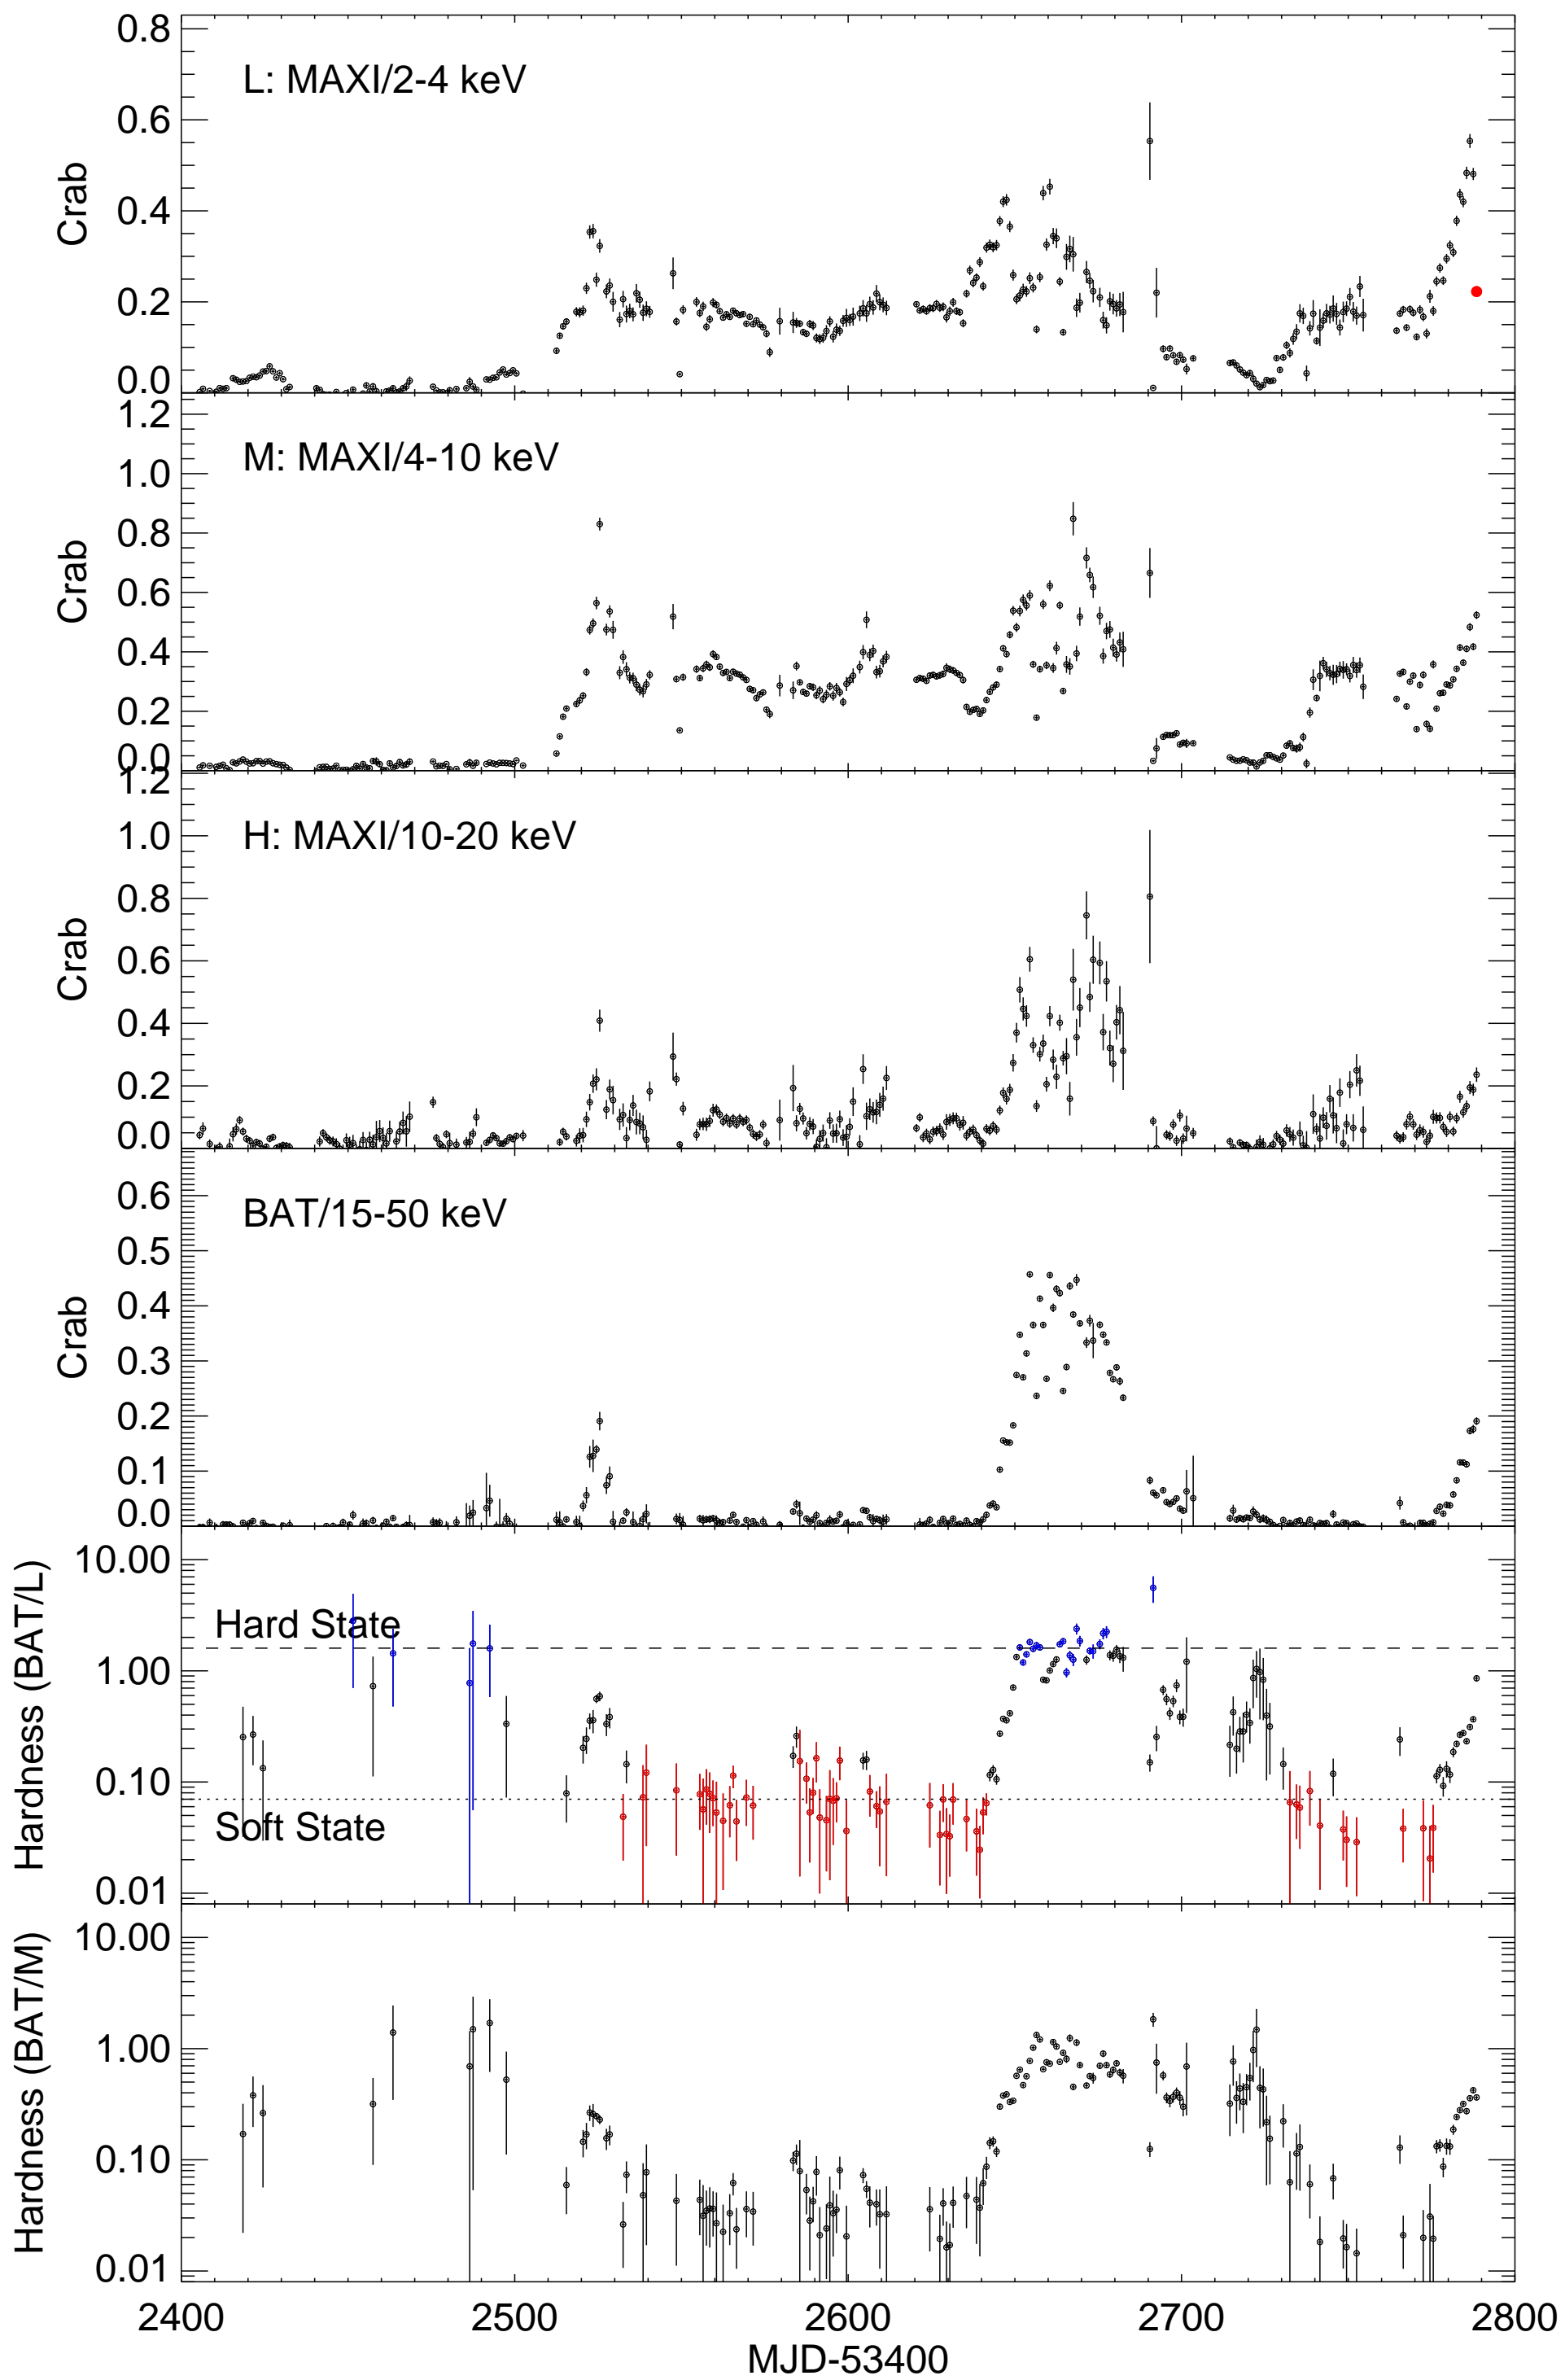 0.8
L: MAXI/2-4 keV
0.6
Crab
0.4
0.2
0.0
1.2
M: MAXI/4-10 keV
1.0
0.8
Crab
0.6
0.4
0.2
0.0
1.2
H: MAXI/10-20 keV
1.0
0.8
Crab
0.6
0.4
0.2
0.0
BAT/15-50 keV
0.6
0.5
Crab
0.4
0.3
0.2
0.1
0.0
Hardness (BAT/L)
10.00
Hard State
1.00
0.10
Soft State
0.01
Hardness (BAT/M)
10.00
1.00
0.10
0.01
2400 2500 2600 2700 2800
MJD-53400